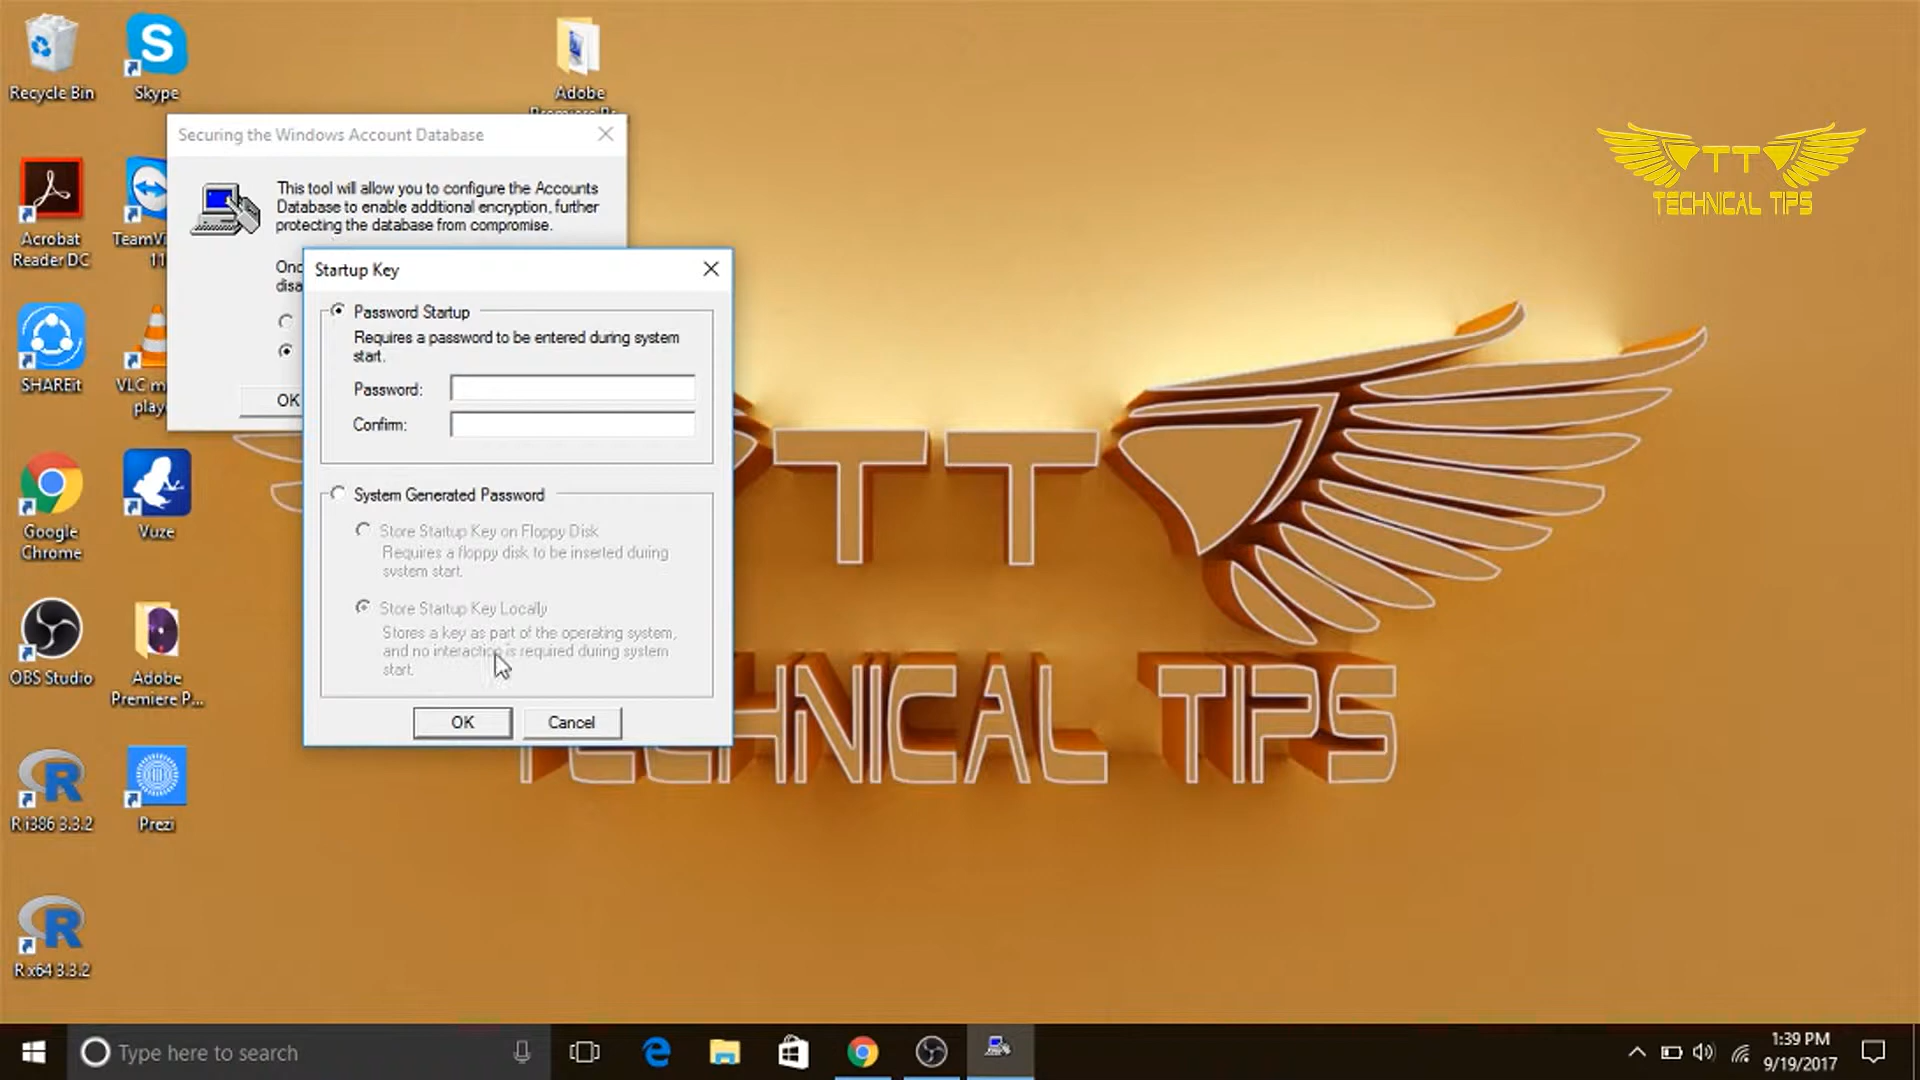 Recycle Bin
Skype
Adobe
Securing the Windows Account Database
This tool will allow you to configure the Accounts
Database to enable additional encryption, further
protecting the database from compromise.
TECHNICAL TIPS
Acrobat
Reader DC
11
Startup Key
Password Startup
Requires a password to be entered during system
start.
Password:
Confirm:
OK
SHAREit
System Generated Password
Store Startup Key on Floppy Disk
Requires a floppy disk to be inserted during
system start.
Store Startup Key Locally
Stores a key as part of the operating system,
and no interaction is required during system
start.
OK
Cancel
Google
Chrome
Vuze
OBS Studio
Adobe
Premiere P...
R i386 3.3.2
Prezi
R x64 3.3.2
TT
TECHNICAL TIPS
Type here to search
1:39 PM
9/19/2017